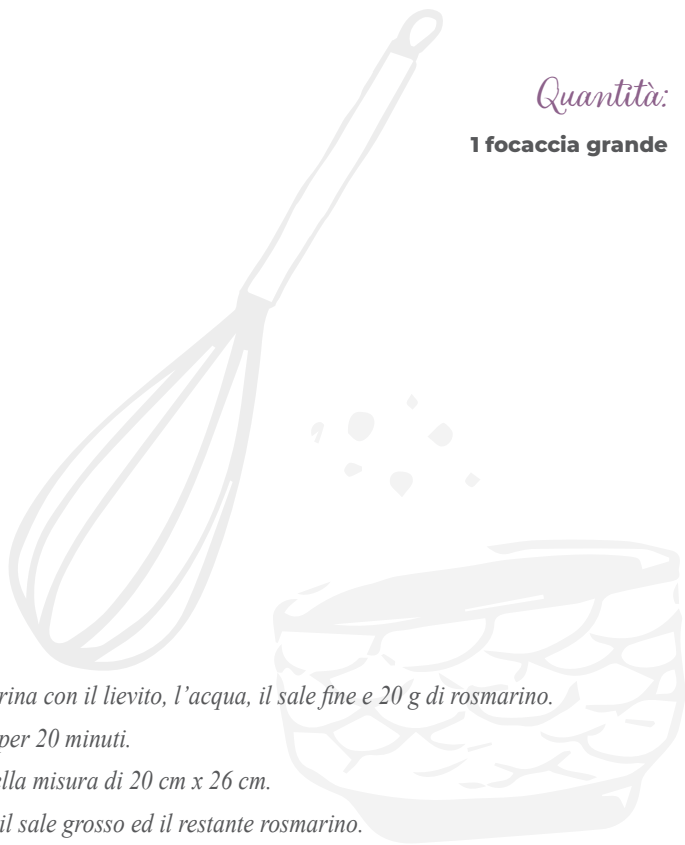 Quantità:
1 focaccia grande
rina con il lievito, l’acqua, il sale fine e 20 g di rosmarino.
per 20 minuti.
ella misura di 20 cm x 26 cm.
il sale grosso ed il restante rosmarino.